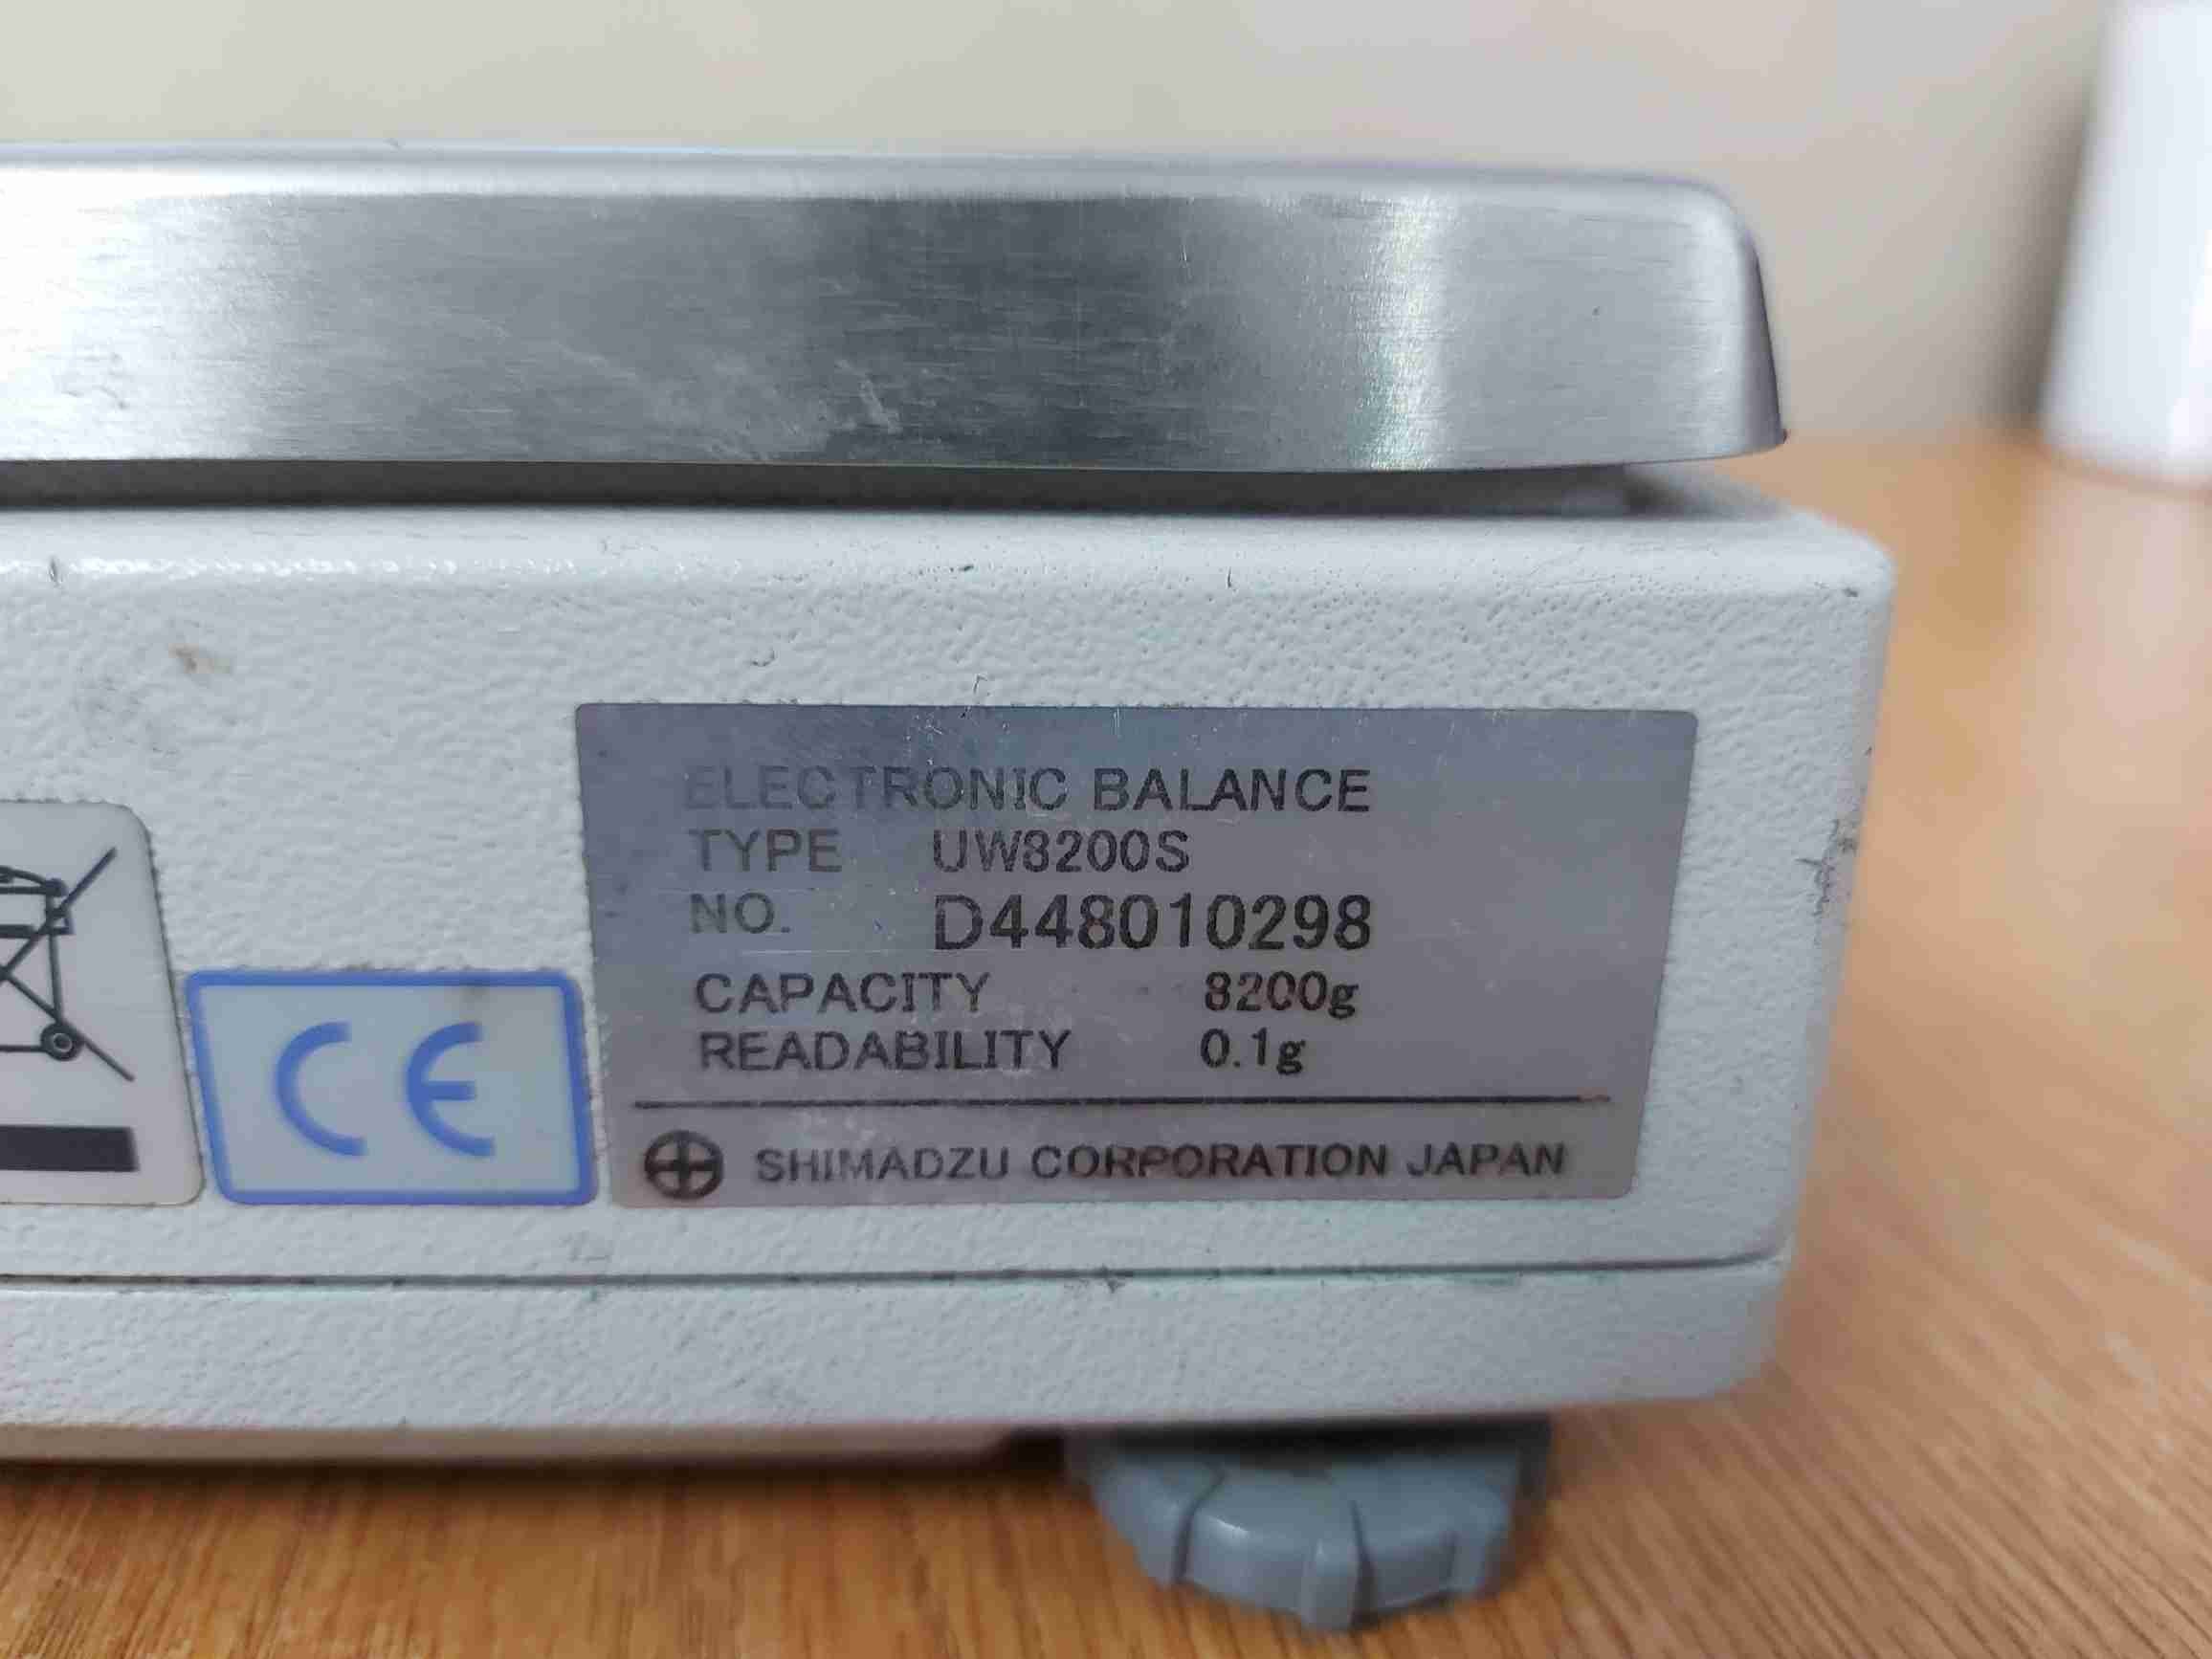 ELECTRONIC BALANCE
TYPE UW8200S
NO. D448010298
CAPACITY 8200g
READABILITY 0.1g
SHIMADZU CORPORATION JAPAN
CE